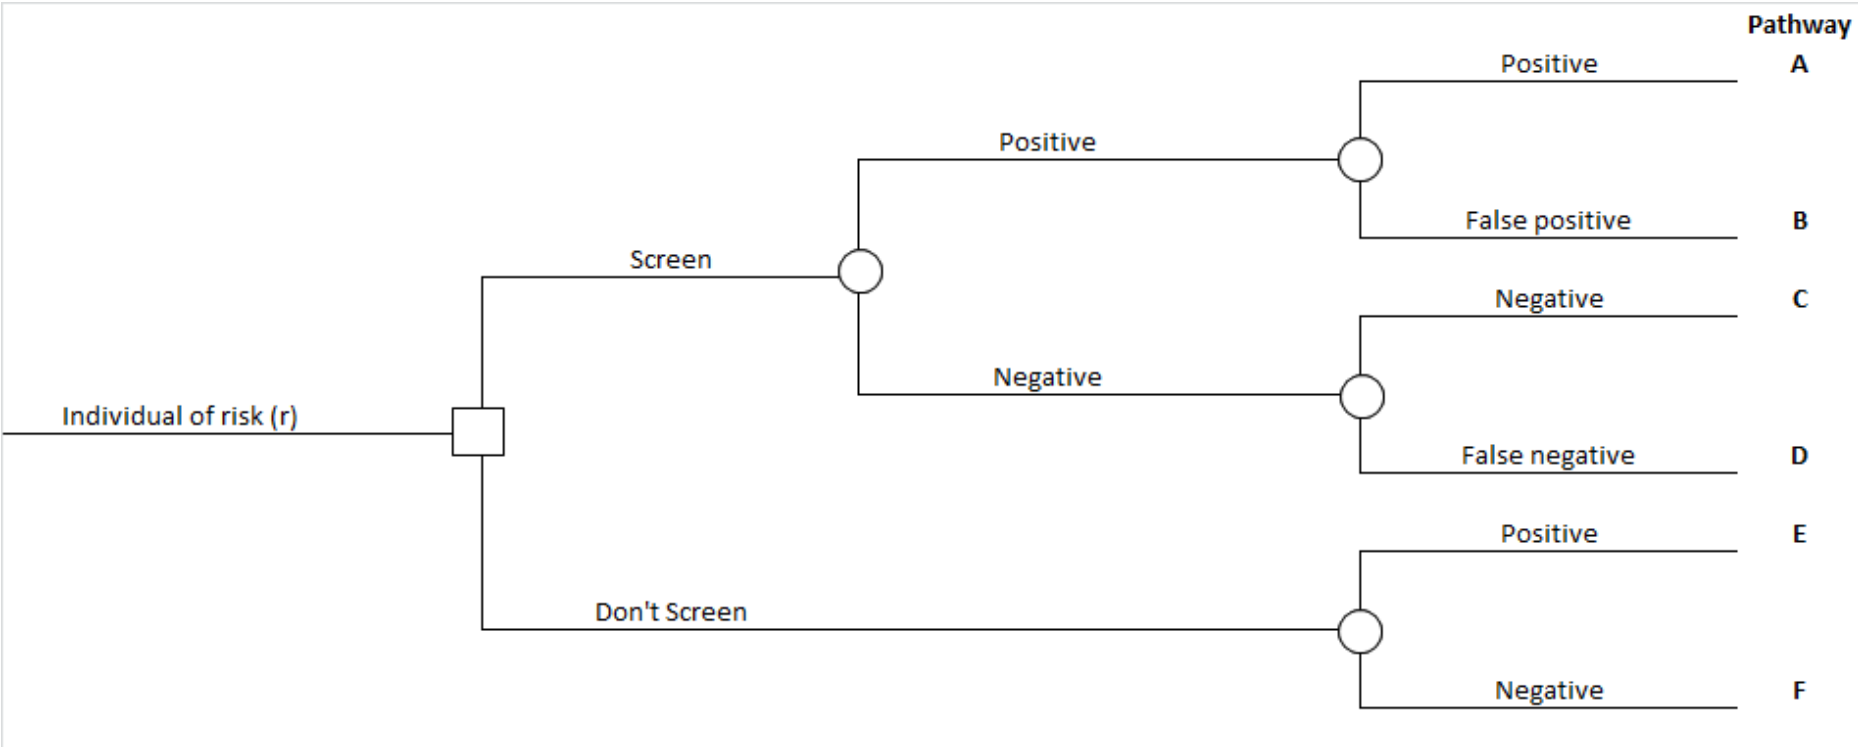 Pathway
Positive A
Positive
False positive B
Screen
Negative C
Negative
Individual of risk (r)
False negative D
Positive E
Don't Screen
Negative F